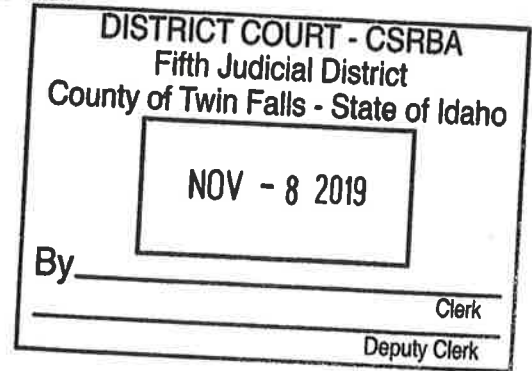 DISTRICT COURT - CSRBA
Fifth Judicial District
County of Twin Falls - State of Idaho
NOV - 8 2019
By
Clerk
Deputy Clerk